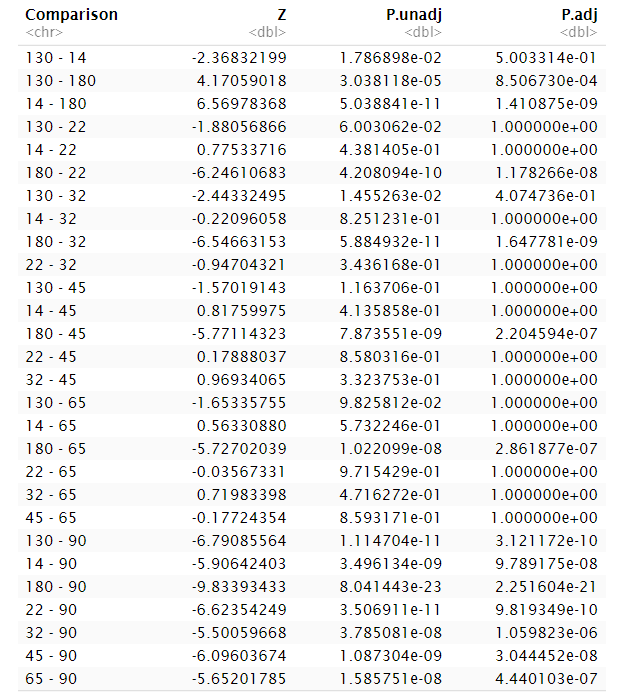 Comparison Z P.unadj P.adj
<chr> <dbl> <dbl> <dbl>
130 - 14 -2.36832199 1.786898e-02 5.003314e-01
130 - 180 4.17059018 3.038118e-05 8.506730e-04
14 - 180 6.56978368 5.038841e-11 1.410875e-09
130 - 22 -1.88056866 6.003062e-02 1.000000e+00
14 - 22 0.77533716 4.381405e-01 1.000000e+00
180 - 22 -6.24610683 4.208094e-10 1.178266e-08
130 - 32 -2.44332495 1.455263e-02 4.074736e-01
14 - 32 -0.22096058 8.251231e-01 1.000000e+00
180 - 32 -6.54663153 5.884932e-11 1.647781e-09
22 - 32 -0.94704321 3.436168e-01 1.000000e+00
130 - 45 -1.57019143 1.163706e-01 1.000000e+00
14 - 45 0.81759975 4.135858e-01 1.000000e+00
180 - 45 -5.77114323 7.873551e-09 2.204594e-07
22 - 45 0.17888037 8.580316e-01 1.000000e+00
32 - 45 0.96934065 3.323753e-01 1.000000e+00
130 - 65 -1.65335755 9.825812e-02 1.000000e+00
14 - 65 0.56330880 5.732246e-01 1.000000e+00
180 - 65 -5.72702039 1.022099e-08 2.861877e-07
22 - 65 -0.03567331 9.715429e-01 1.000000e+00
32 - 65 0.71983398 4.716272e-01 1.000000e+00
45 - 65 -0.17724354 8.593171e-01 1.000000e+00
130 - 90 -6.79085564 1.114704e-11 3.121172e-10
14 - 90 -5.90642403 3.496134e-09 9.789175e-08
180 - 90 -9.83393433 8.041443e-23 2.251604e-21
22 - 90 -6.62354249 3.506911e-11 9.819349e-10
32 - 90 -5.50059668 3.785081e-08 1.059823e-06
45 - 90 -6.09603674 1.087304e-09 3.044452e-08
65 - 90 -5.65201785 1.585751e-08 4.440103e-07